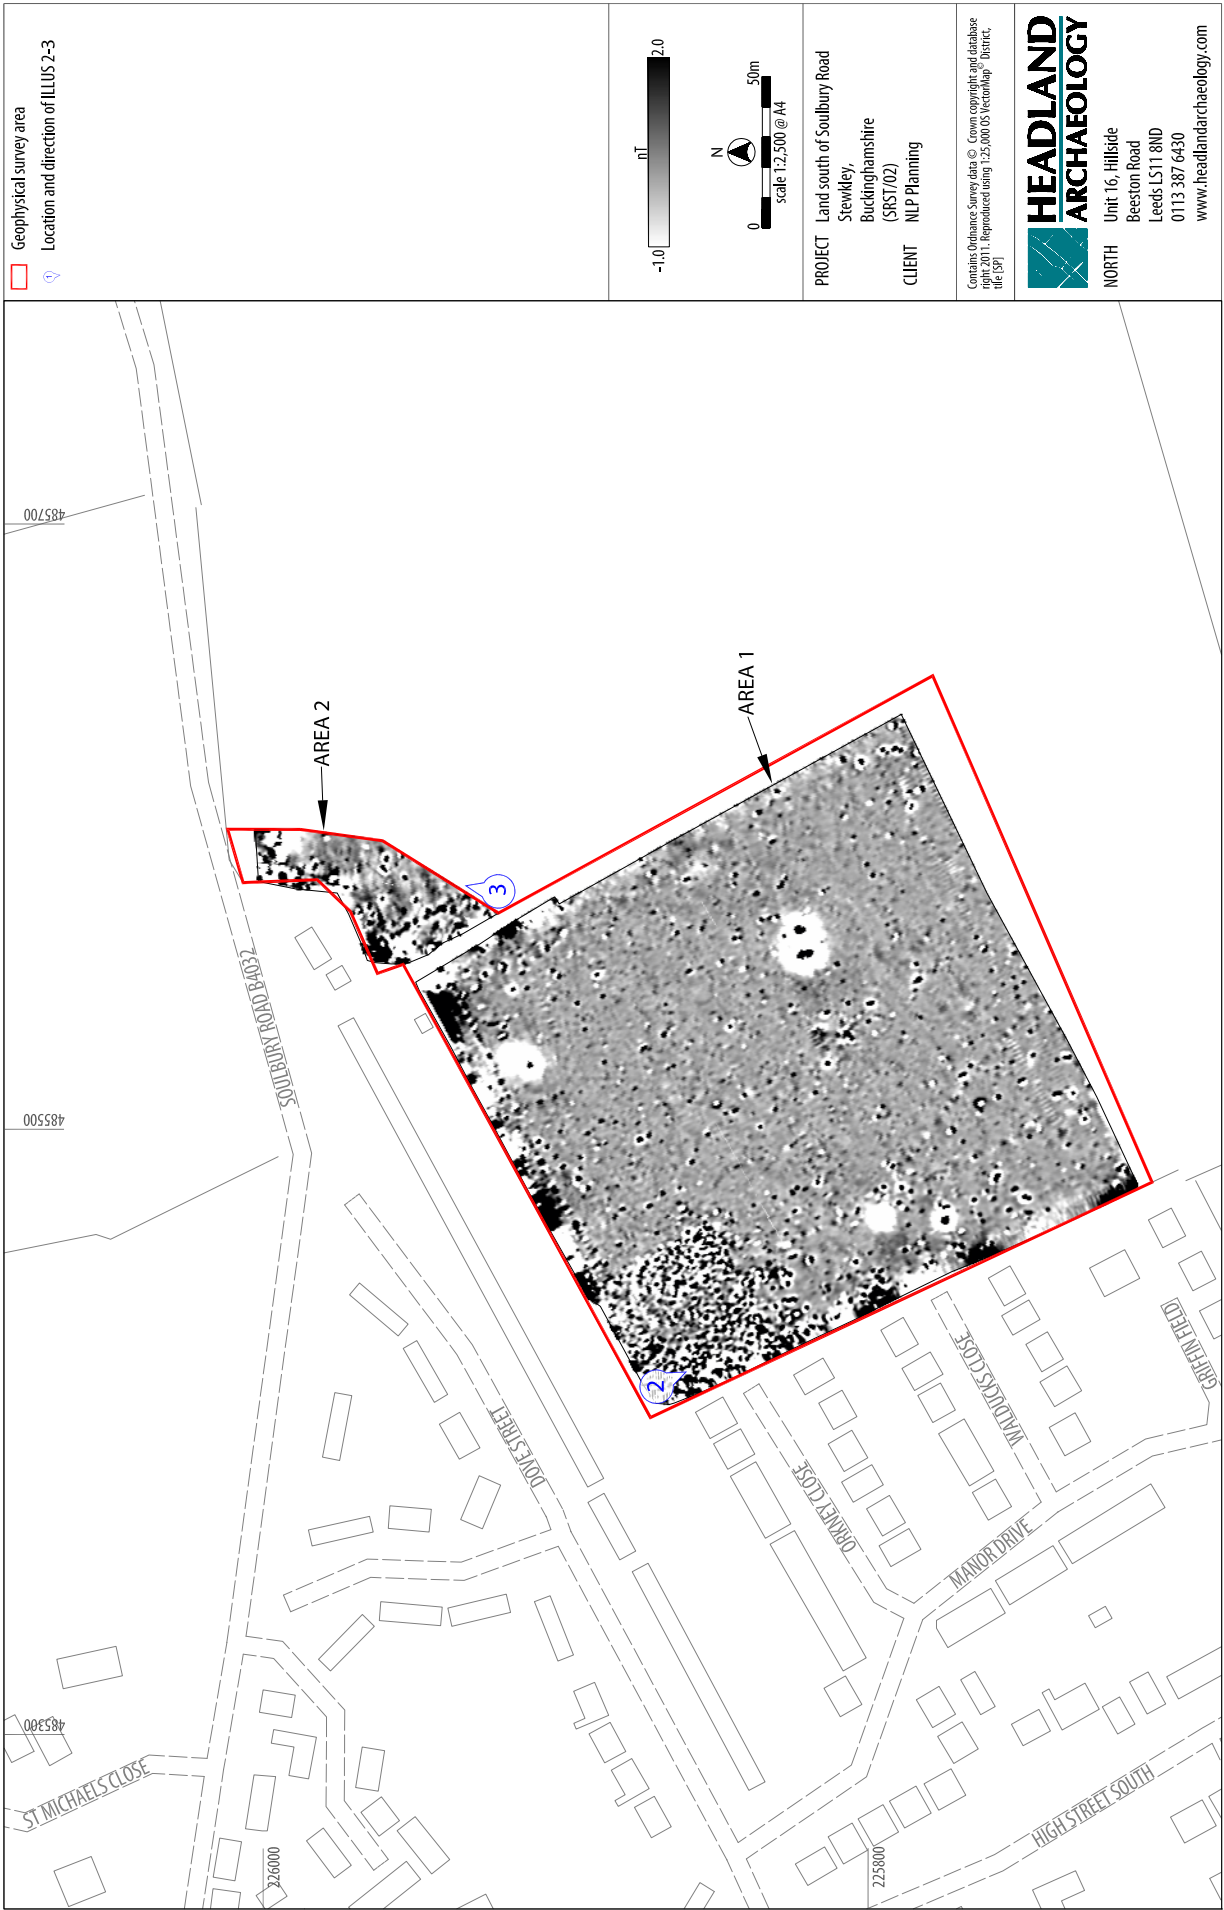 Geophysical survey area
1
Location and direction of ILLUS 2-3
nT
-1.0
2.0
N
0
50m
scale 1:2,500 @ A4
PROJECT
Land south of Soulbury Road
Stewkley,
Buckinghamshire
(SRST/02)
CLIENT
NLP Planning
Contains Ordnance Survey data © Crown copyright and database
right 2011. Reproduced using 1:25,000 OS VectorMap© District,
tile [SP]
HEADLAND
ARCHAEOLOGY
NORTH
Unit 16, Hillside
Beeston Road
Leeds LS11 8ND
0113 387 6430
www.headlandarchaeology.com
485300
485500
485700
226000
225800
ST MICHAELS CLOSE
SOULBURY ROAD B4032
DOVE STREET
ORKNEY CLOSE
WALDUCKS CLOSE
GRIFFIN FIELD
MANOR DRIVE
HIGH STREET SOUTH
AREA 2
AREA 1
2
3